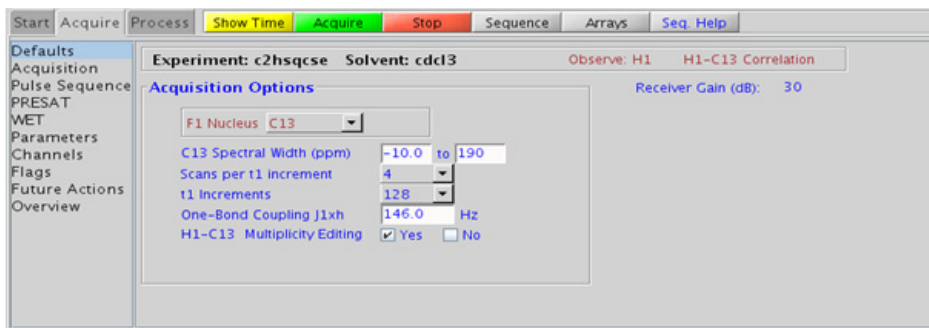 Start Acquire Process Show Time Acquire Stop Sequence Arrays Seq. Help
Defaults
Acquisition
Pulse Sequence
PRESAT
WET
Parameters
Channels
Flags
Future Actions
Overview
Experiment: c2hsqcse Solvent: cdcl3 Observe: H1 H1-C13 Correlation
Acquisition Options Receiver Gain (dB): 30
F1 Nucleus C13
C13 Spectral Width (ppm) -10.0 to 190
Scans per t1 increment 4
t1 Increments 128
One-Bond Coupling J1xh 146.0 Hz
H1-C13 Multiplicity Editing Yes No